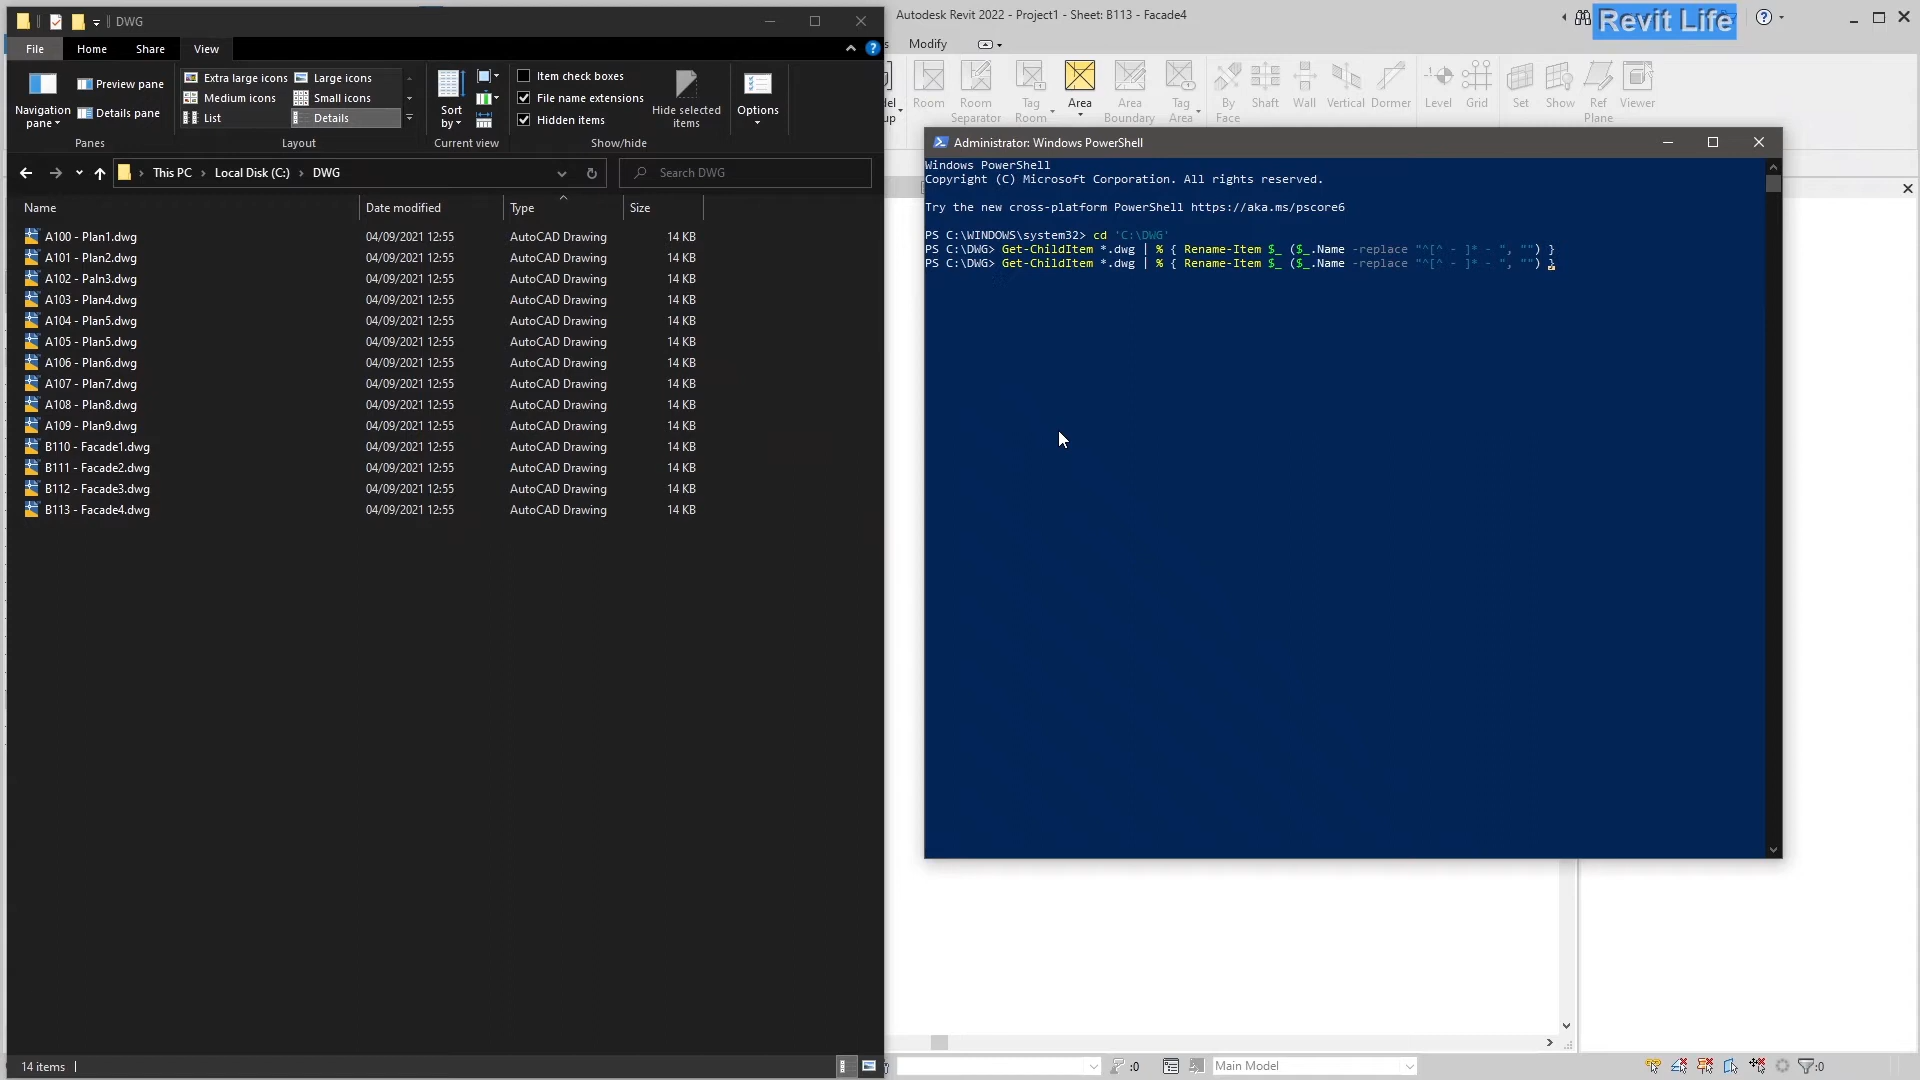 DWG
File Home Share View
Navigation pane
Preview pane
Details pane
Panes
Extra large icons Large icons
Medium icons Small icons
List Details
Layout
Sort by
Current view
Item check boxes
File name extensions
Hidden items
Hide selected items
Show/hide
Options
This PC › Local Disk (C:) › DWG
Search DWG
Name Date modified Type Size
A100 - Plan1.dwg 04/09/2021 12:55 AutoCAD Drawing 14 KB
A101 - Plan2.dwg 04/09/2021 12:55 AutoCAD Drawing 14 KB
A102 - Paln3.dwg 04/09/2021 12:55 AutoCAD Drawing 14 KB
A103 - Plan4.dwg 04/09/2021 12:55 AutoCAD Drawing 14 KB
A104 - Plan5.dwg 04/09/2021 12:55 AutoCAD Drawing 14 KB
A105 - Plan5.dwg 04/09/2021 12:55 AutoCAD Drawing 14 KB
A106 - Plan6.dwg 04/09/2021 12:55 AutoCAD Drawing 14 KB
A107 - Plan7.dwg 04/09/2021 12:55 AutoCAD Drawing 14 KB
A108 - Plan8.dwg 04/09/2021 12:55 AutoCAD Drawing 14 KB
A109 - Plan9.dwg 04/09/2021 12:55 AutoCAD Drawing 14 KB
B110 - Facade1.dwg 04/09/2021 12:55 AutoCAD Drawing 14 KB
B111 - Facade2.dwg 04/09/2021 12:55 AutoCAD Drawing 14 KB
B112 - Facade3.dwg 04/09/2021 12:55 AutoCAD Drawing 14 KB
B113 - Facade4.dwg 04/09/2021 12:55 AutoCAD Drawing 14 KB
14 items
Autodesk Revit 2022 - Project1 - Sheet: B113 - Facade4
Revit Life
Modify
Room
Room Separator
Tag Room
Area
Area Boundary
Tag Area
By Face
Shaft
Wall
Vertical
Dormer
Level
Grid
Set
Show
Ref Plane
Viewer
Administrator: Windows PowerShell
Windows PowerShell
Copyright (C) Microsoft Corporation. All rights reserved.
Try the new cross-platform PowerShell https://aka.ms/pscore6
PS C:\WINDOWS\system32> cd 'C:\DWG'
PS C:\DWG> Get-ChildItem *.dwg | % { Rename-Item $_ ($_.Name -replace "^[^ - ]* - ", "") }
PS C:\DWG> Get-ChildItem *.dwg | % { Rename-Item $_ ($_.Name -replace "^[^ - ]* - ", "") }
:0
Main Model
:0